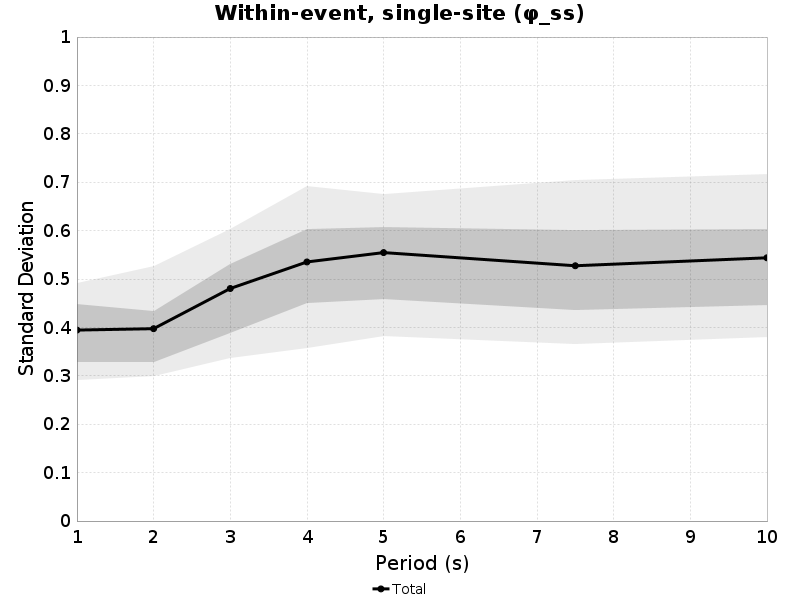 Within-event, single-site (φ_ss)
1
0.9
0.8
0.7
0.6
0.5
0.4
0.3
0.2
0.1
0
Standard Deviation
1 2 3 4 5 6 7 8 9 10
Period (s)
Total